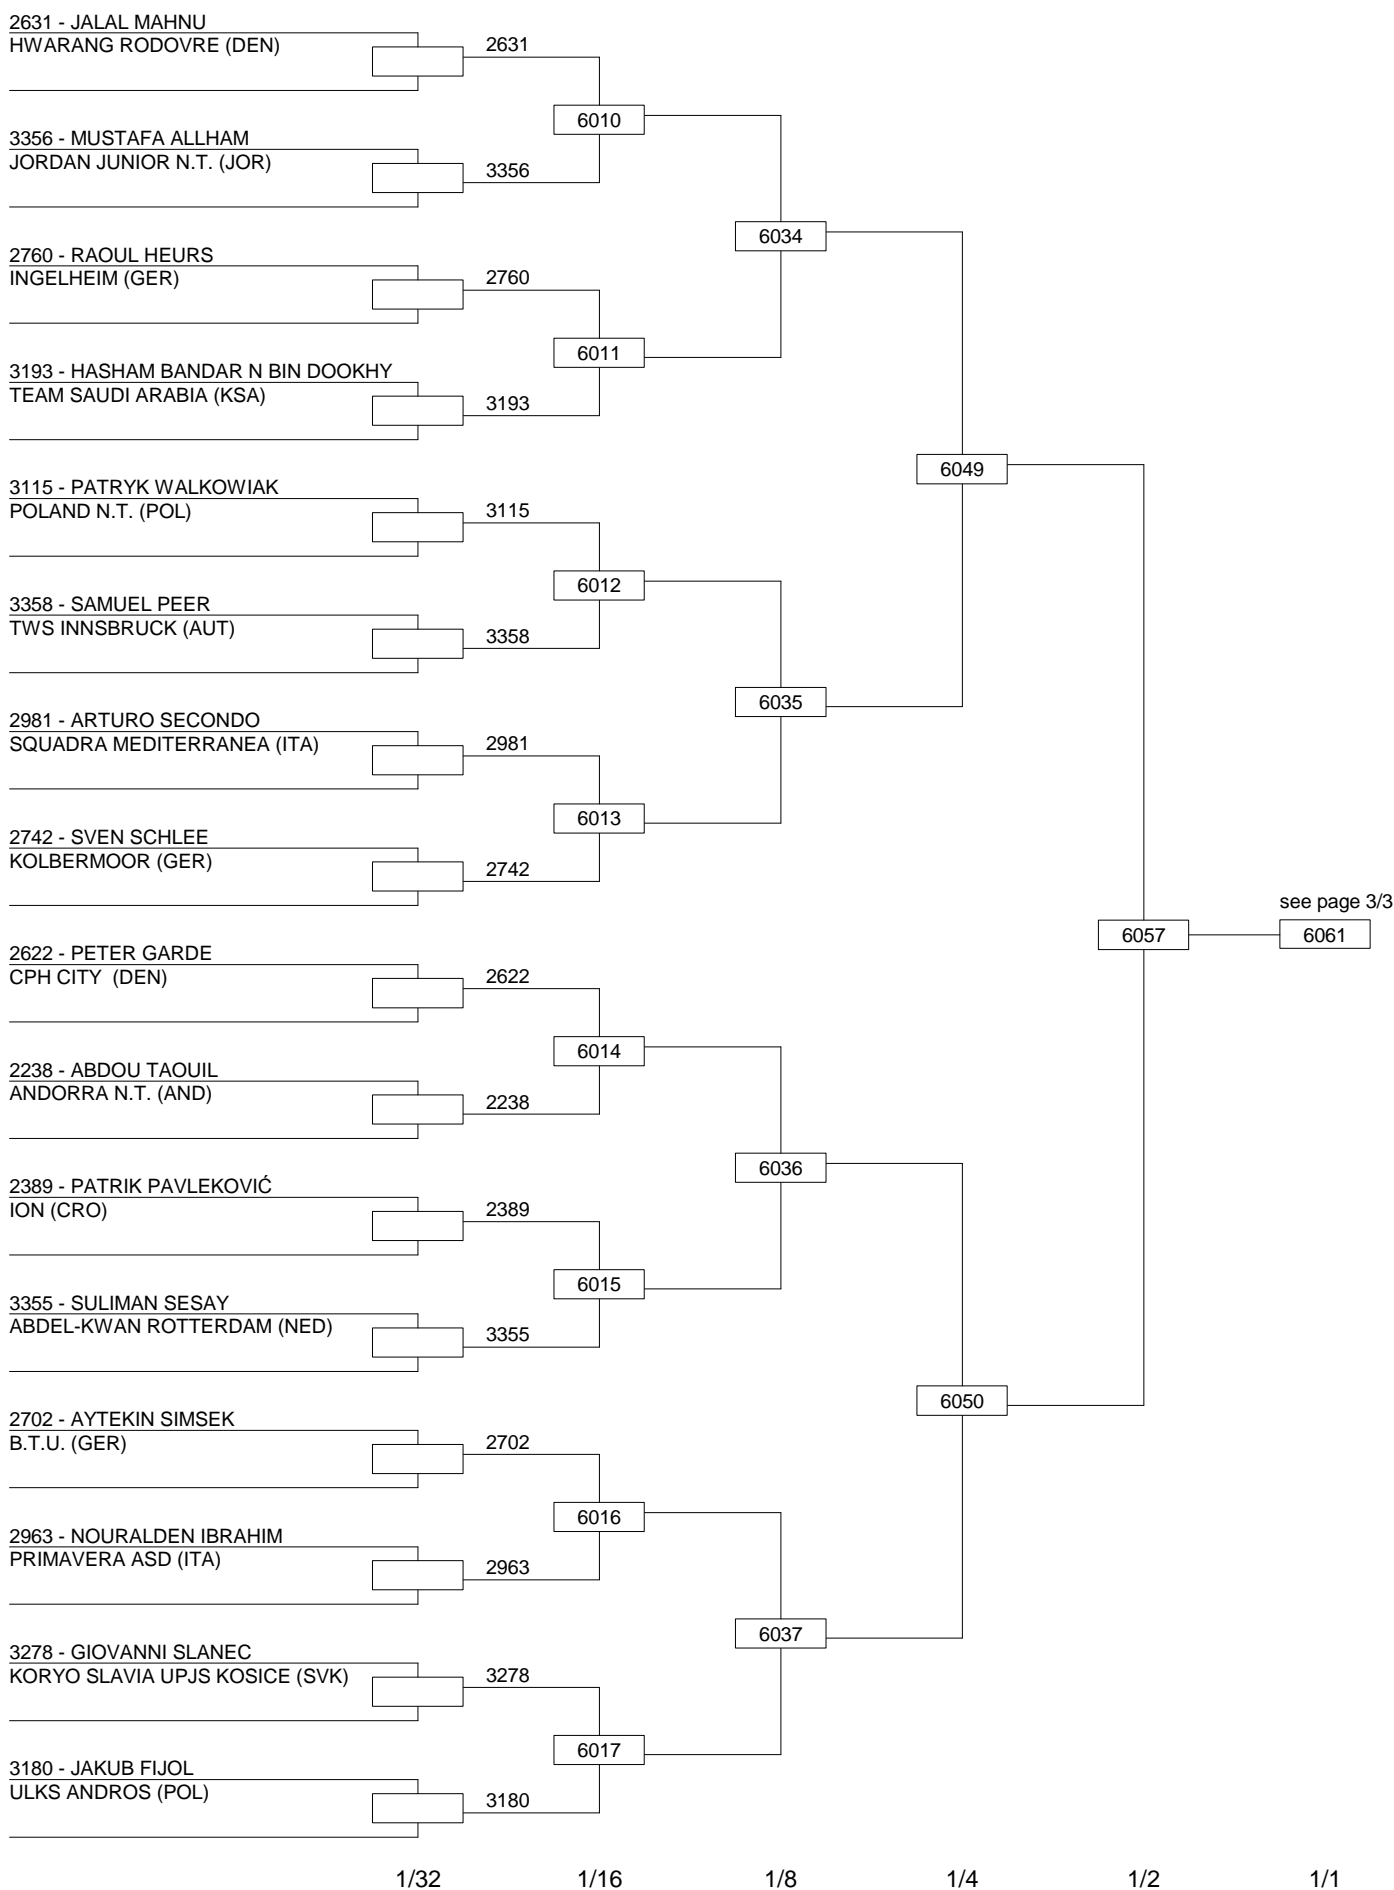 2631 - JALAL MAHNU
HWARANG RODOVRE (DEN)
2631
6010
3356 - MUSTAFA ALLHAM
JORDAN JUNIOR N.T. (JOR)
3356
6034
2760 - RAOUL HEURS
INGELHEIM (GER)
2760
6011
3193 - HASHAM BANDAR N BIN DOOKHY
TEAM SAUDI ARABIA (KSA)
3193
6049
3115 - PATRYK WALKOWIAK
POLAND N.T. (POL)
3115
6012
3358 - SAMUEL PEER
TWS INNSBRUCK (AUT)
3358
6035
2981 - ARTURO SECONDO
SQUADRA MEDITERRANEA (ITA)
2981
6013
2742 - SVEN SCHLEE
KOLBERMOOR (GER)
2742
see page 3/3
6057
6061
2622 - PETER GARDE
CPH CITY (DEN)
2622
6014
2238 - ABDOU TAOUIL
ANDORRA N.T. (AND)
2238
6036
2389 - PATRIK PAVLEKOVIĆ
ION (CRO)
2389
6015
3355 - SULIMAN SESAY
ABDEL-KWAN ROTTERDAM (NED)
3355
6050
2702 - AYTEKIN SIMSEK
B.T.U. (GER)
2702
6016
2963 - NOURALDEN IBRAHIM
PRIMAVERA ASD (ITA)
2963
6037
3278 - GIOVANNI SLANEC
KORYO SLAVIA UPJS KOSICE (SVK)
3278
6017
3180 - JAKUB FIJOL
ULKS ANDROS (POL)
3180
1/32 1/16 1/8 1/4 1/2 1/1